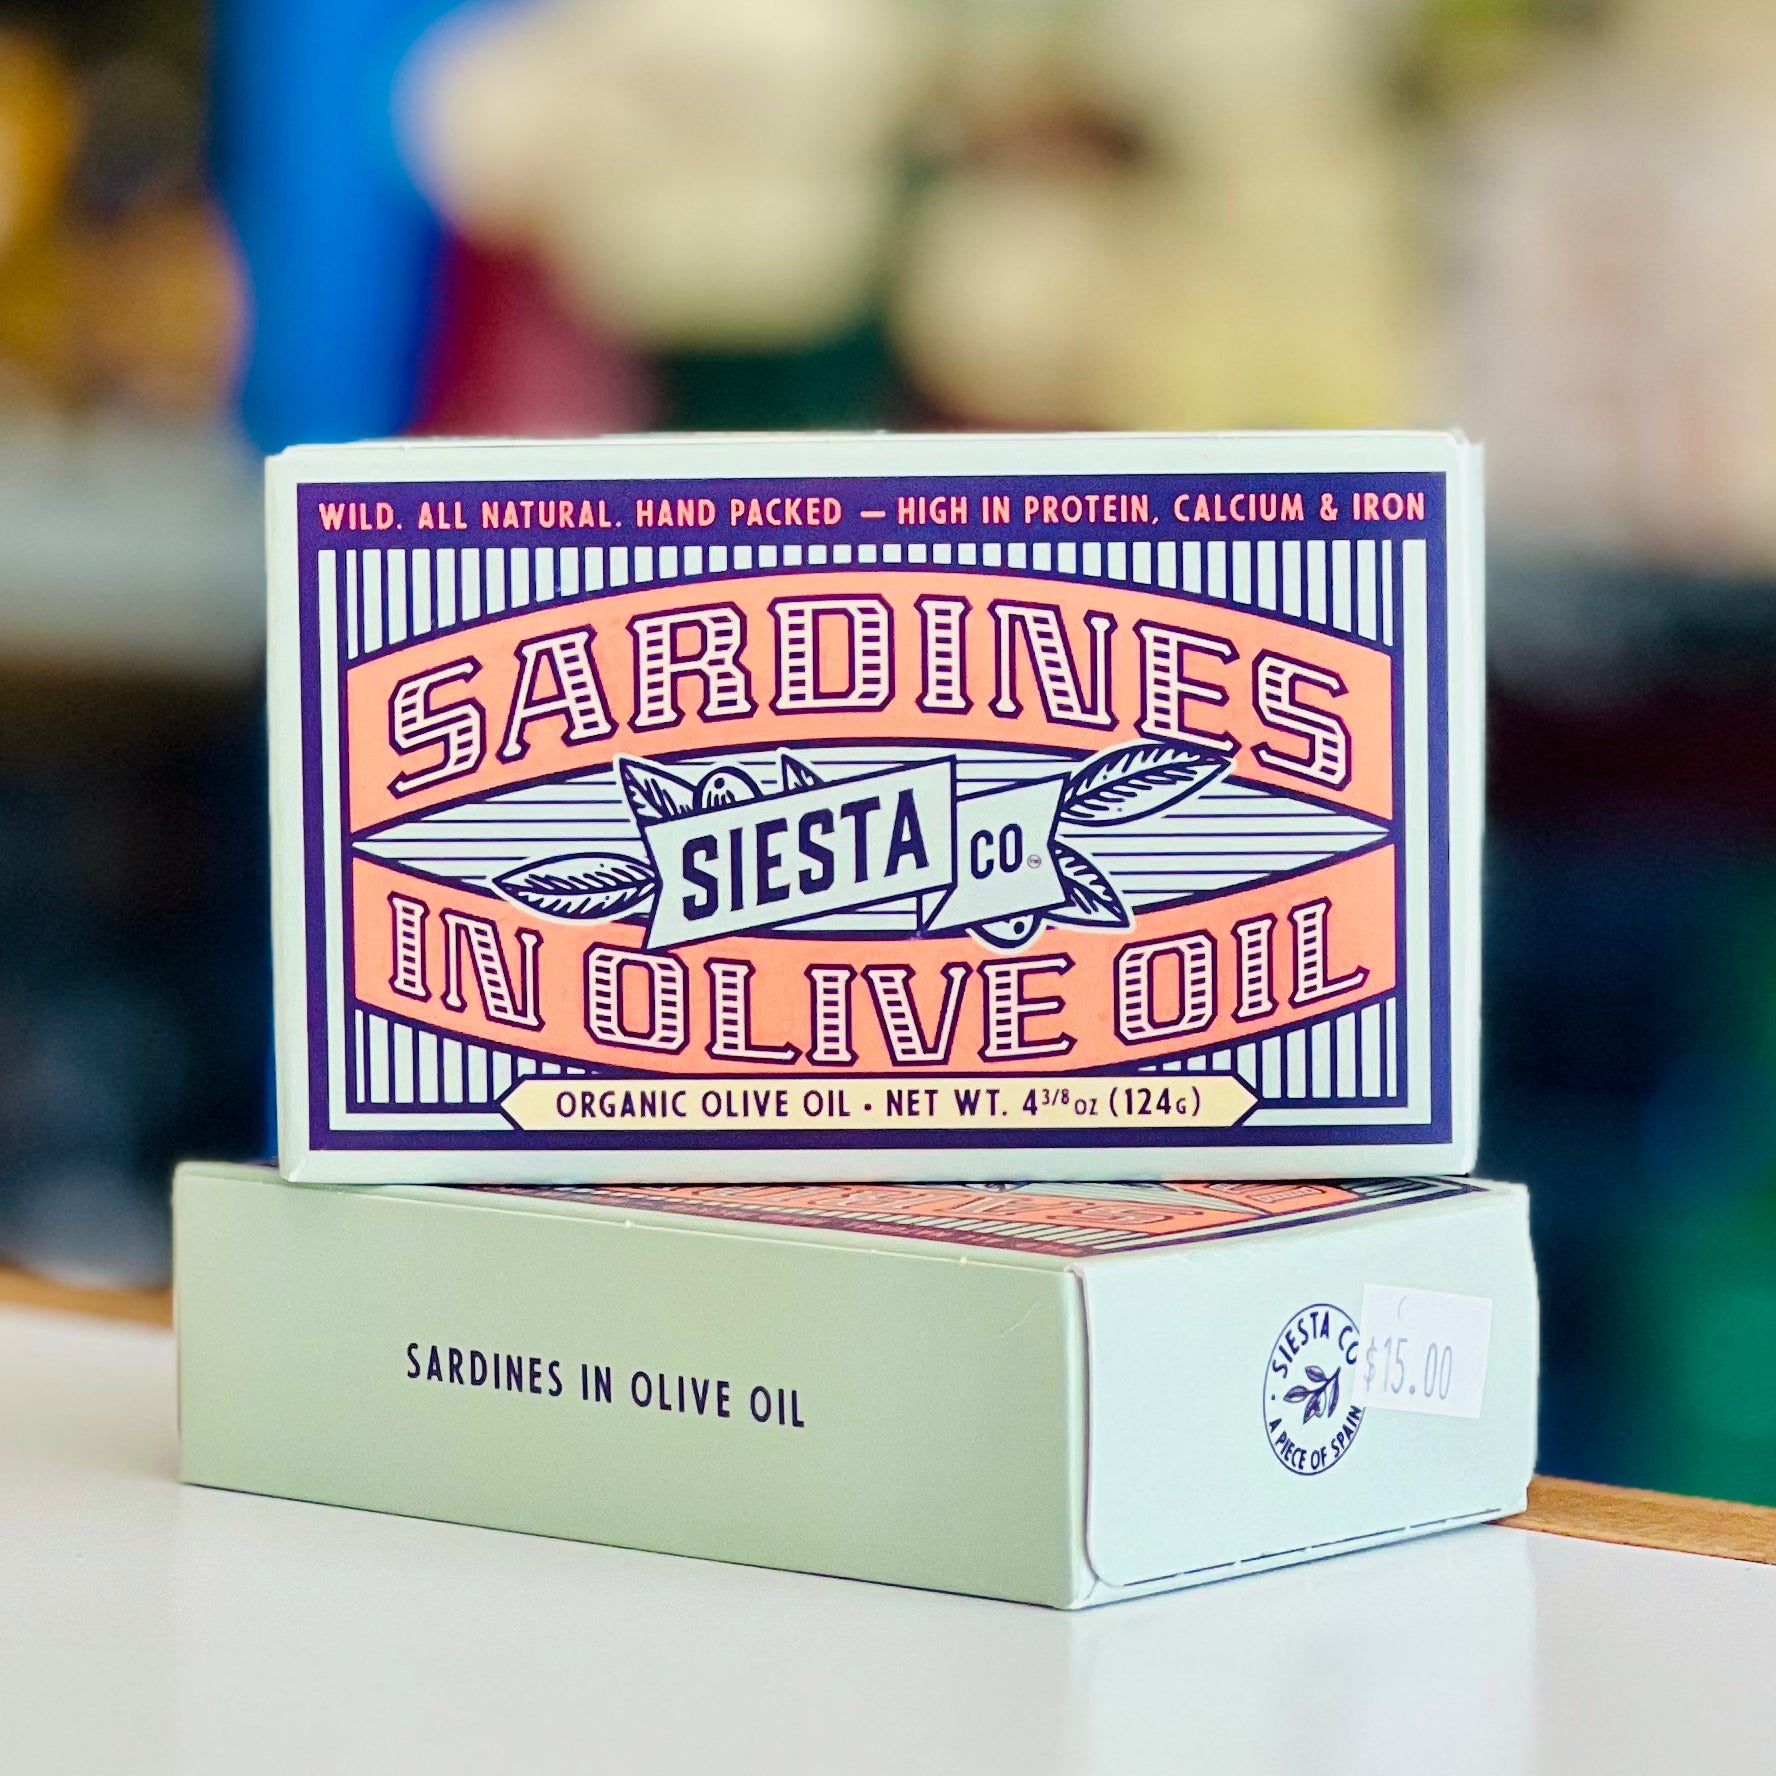 WILD. ALL NATURAL. HAND PACKED — HIGH IN PROTEIN, CALCIUM & IRON
SARDINES
SIESTA CO™
IN OLIVE OIL
ORGANIC OLIVE OIL · NET WT. 4 3/8 OZ (124G)
SARDINES IN OLIVE OIL
· SIESTA CO
A PIECE OF SPAIN
$15.00